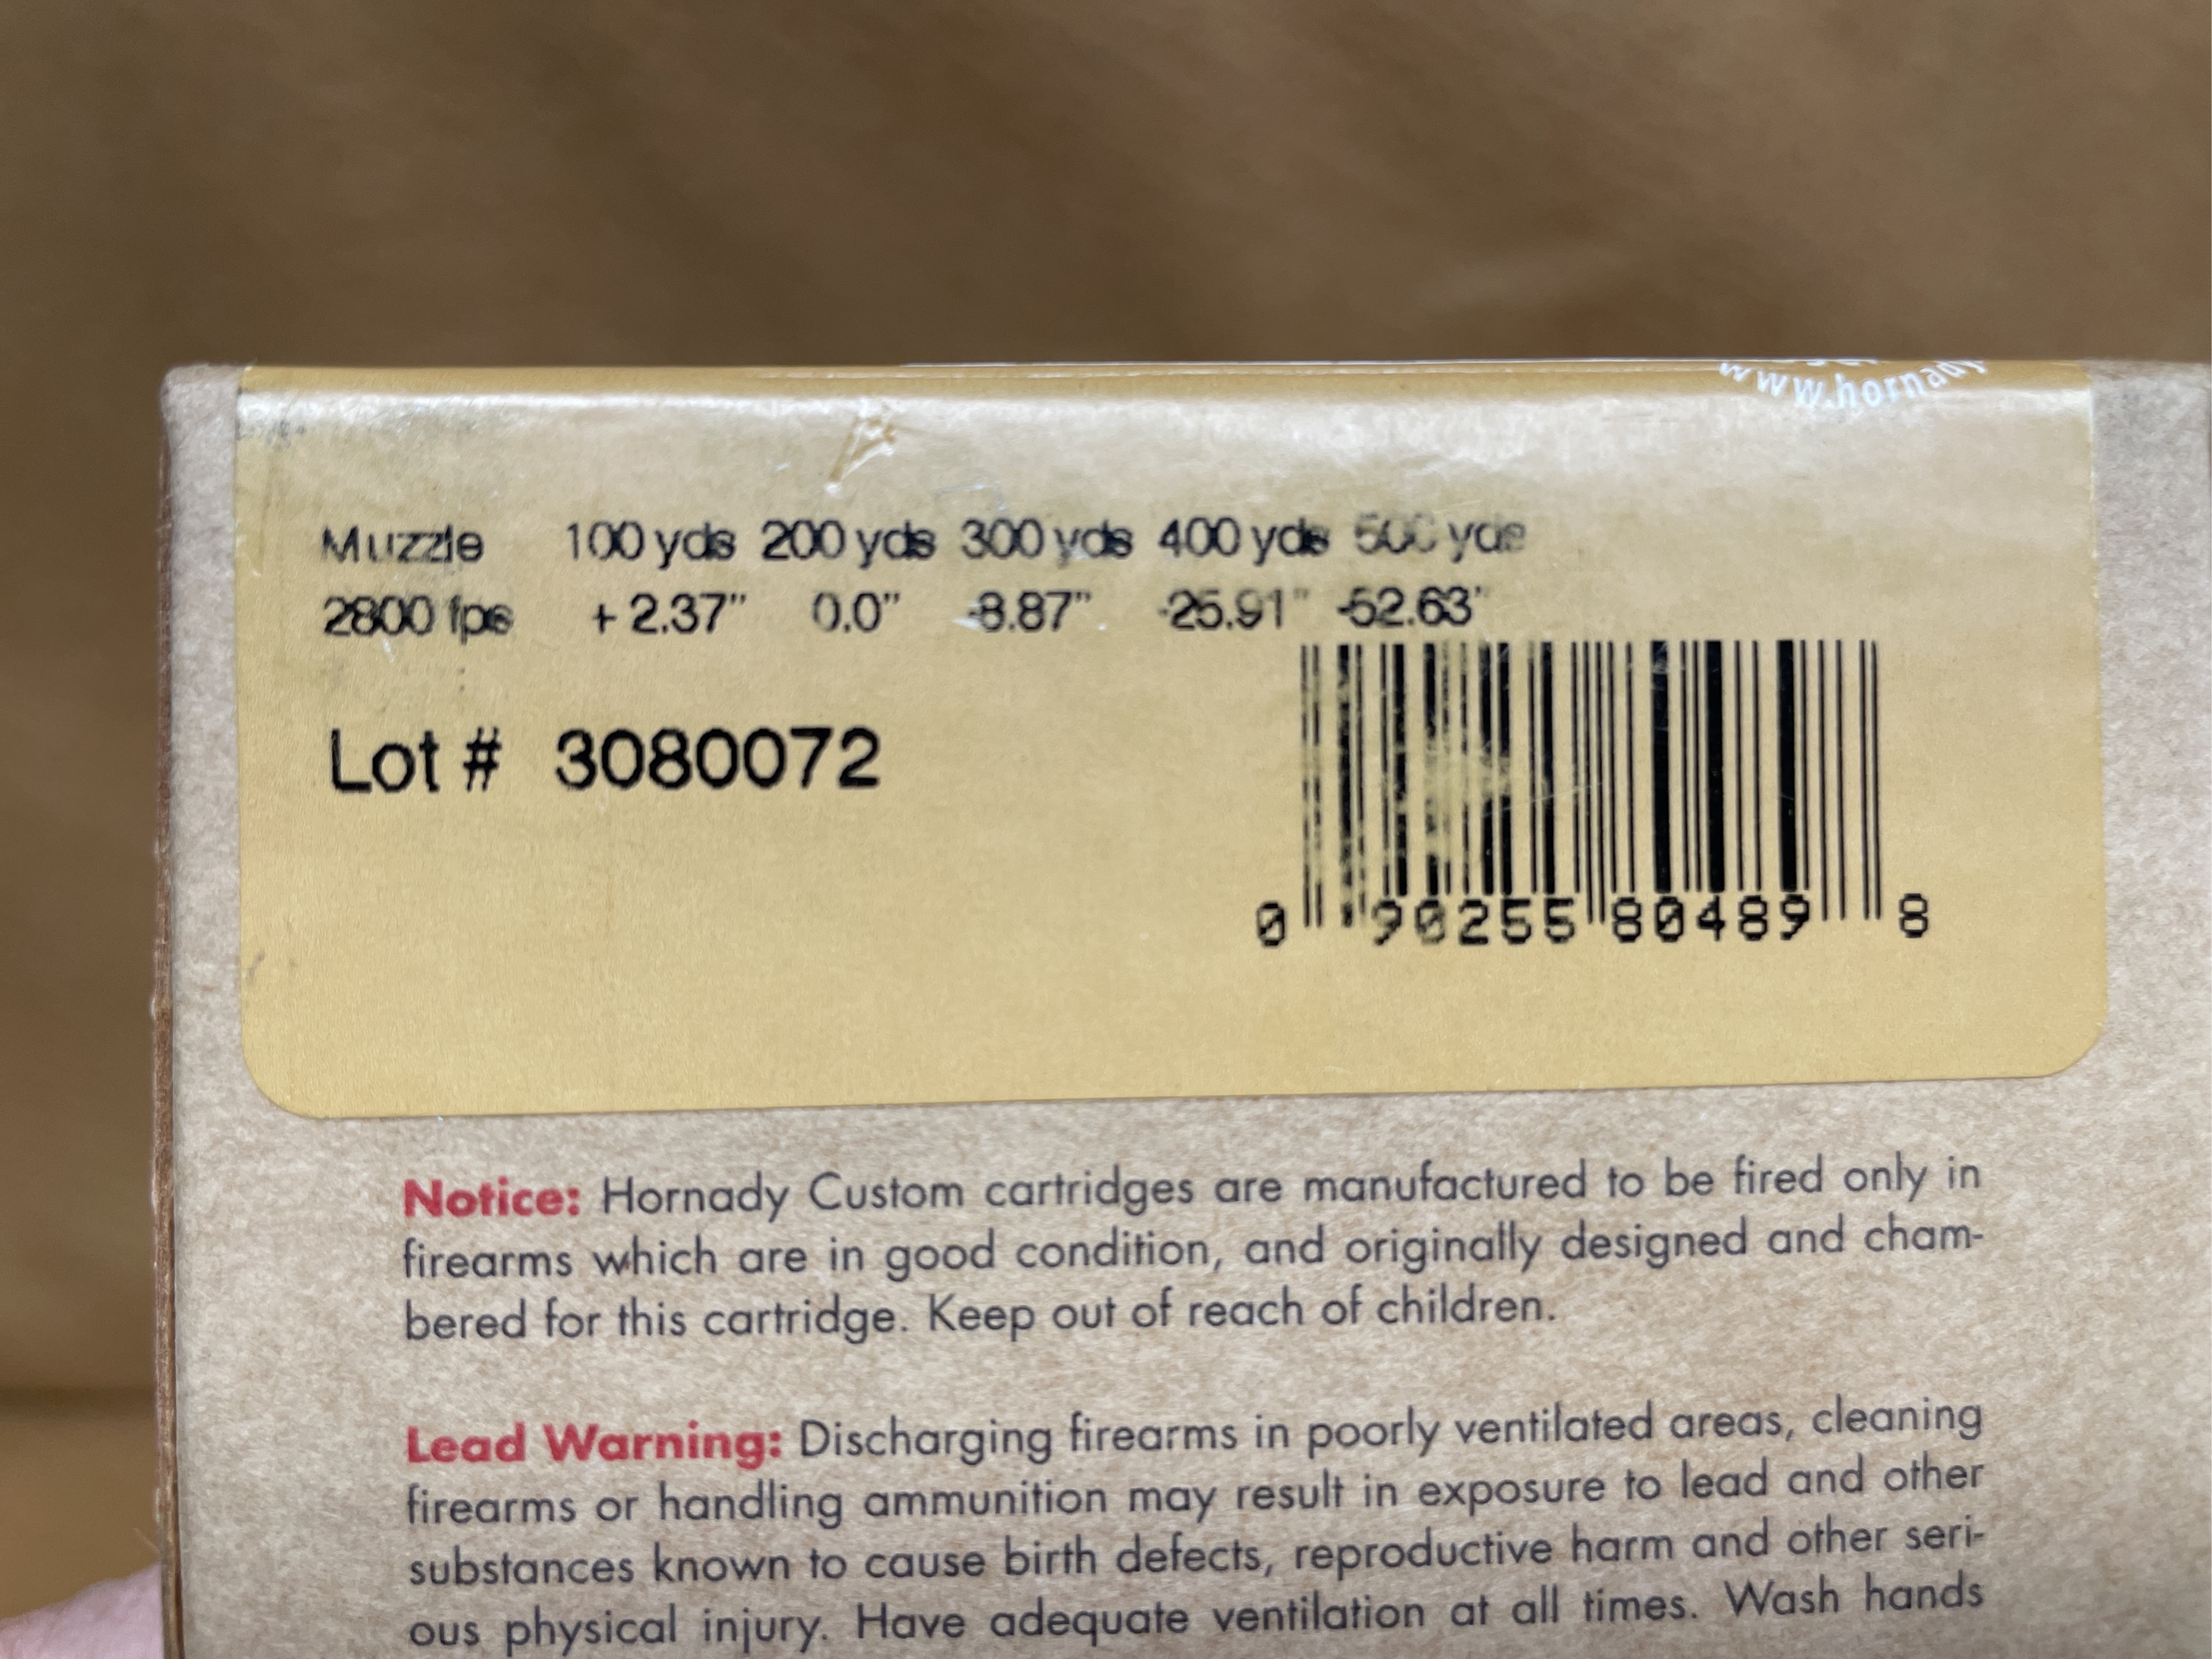 www.hornady
Muzzle 100 yds 200 yds 300 yds 400 yds 500 yds
2800 fps + 2.37" 0.0" -8.87" -25.91" -52.63"
Lot # 3080072
0 90255 80489 8
Notice: Hornady Custom cartridges are manufactured to be fired only in
firearms which are in good condition, and originally designed and cham-
bered for this cartridge. Keep out of reach of children.
Lead Warning: Discharging firearms in poorly ventilated areas, cleaning
firearms or handling ammunition may result in exposure to lead and other
substances known to cause birth defects, reproductive harm and other seri-
ous physical injury. Have adequate ventilation at all times. Wash hands